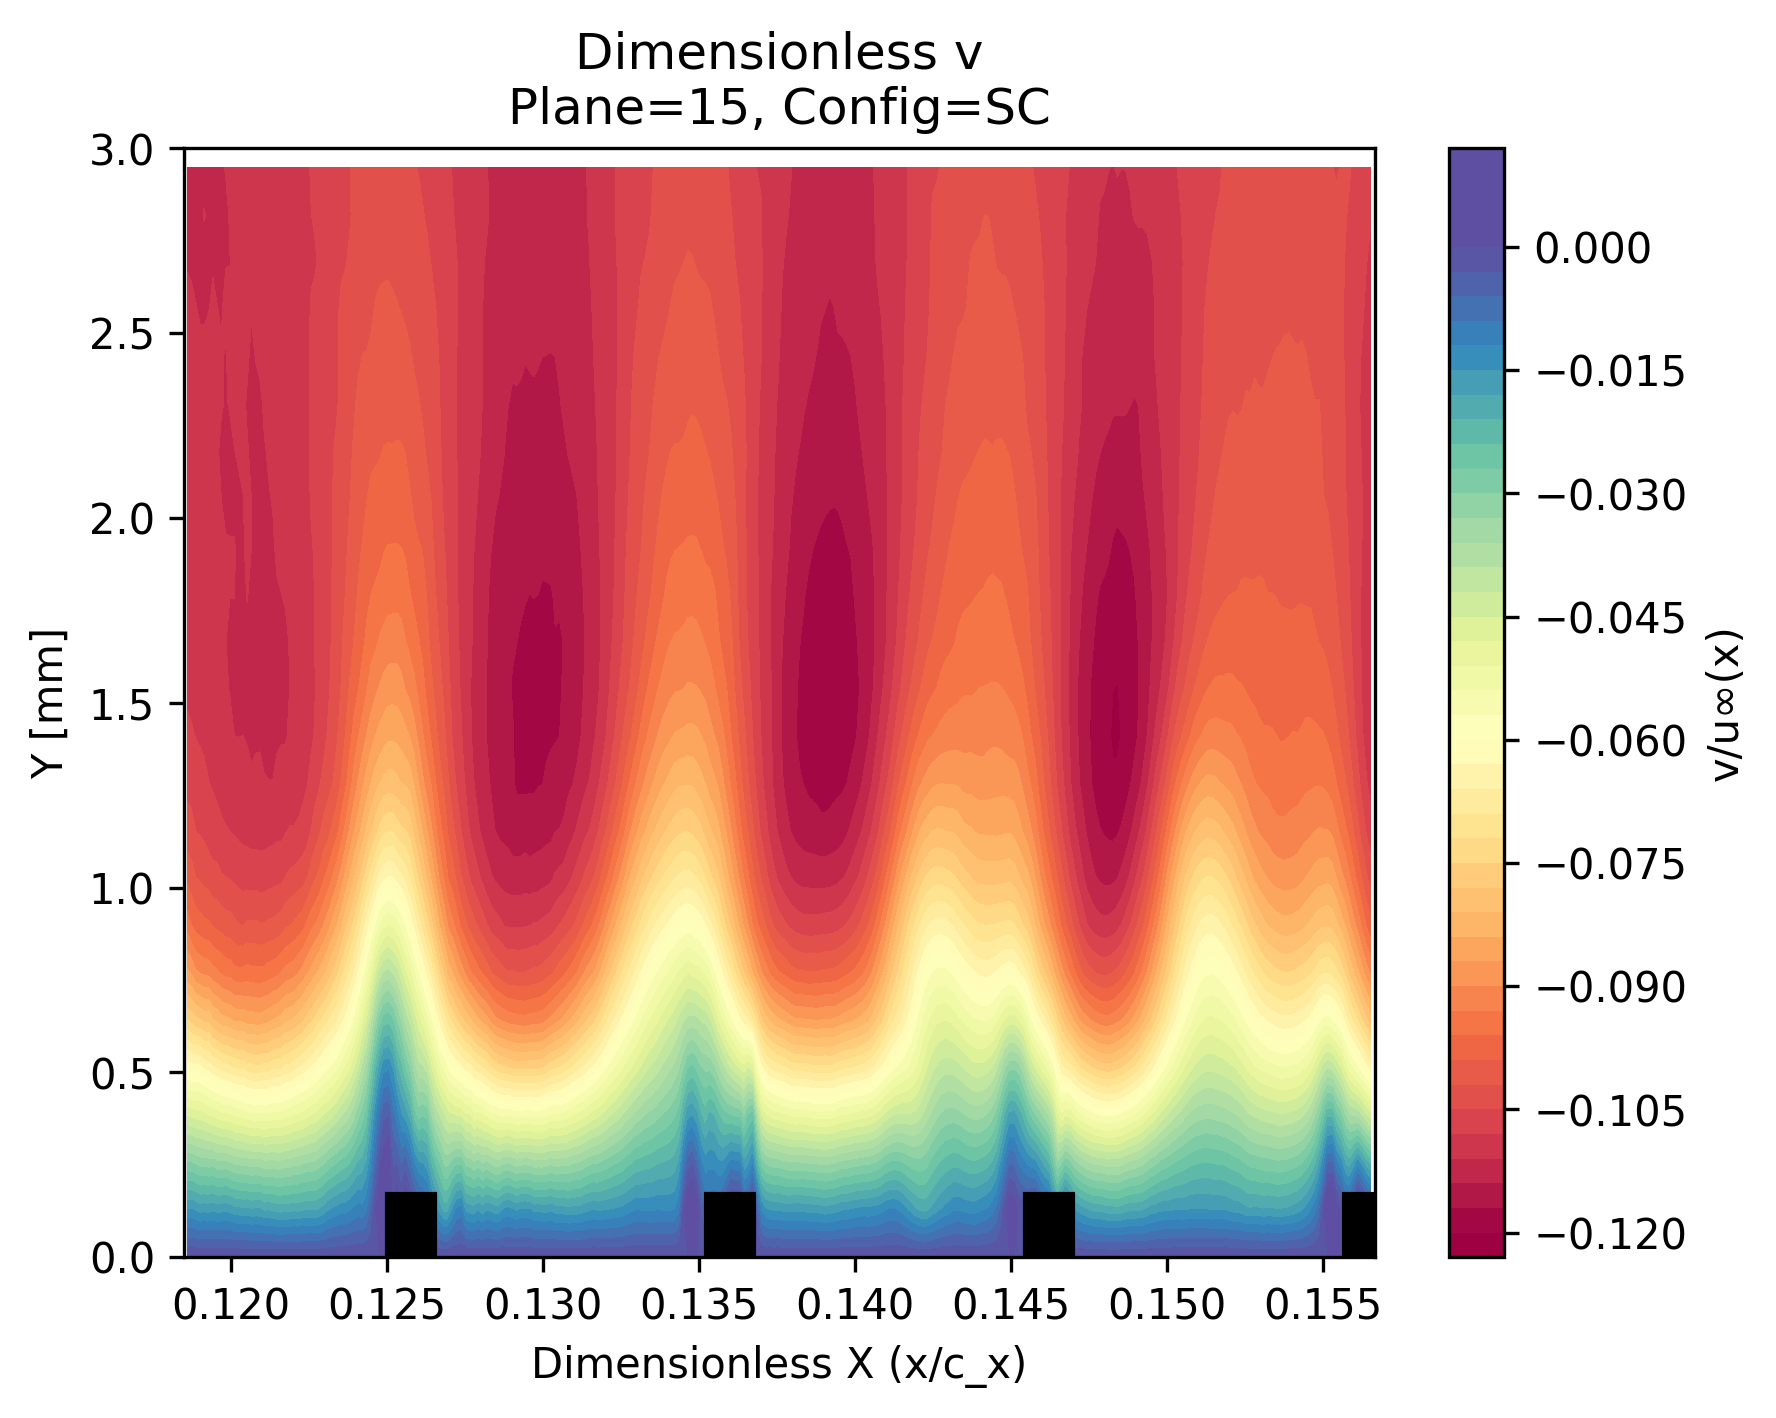 Dimensionless v
Plane=15, Config=SC
3.0
2.5
2.0
1.5
1.0
0.5
0.0
Y [mm]
0.120 0.125 0.130 0.135 0.140 0.145 0.150 0.155
Dimensionless X (x/c_x)
0.000
−0.015
−0.030
−0.045
−0.060
−0.075
−0.090
−0.105
−0.120
v/u∞(x)